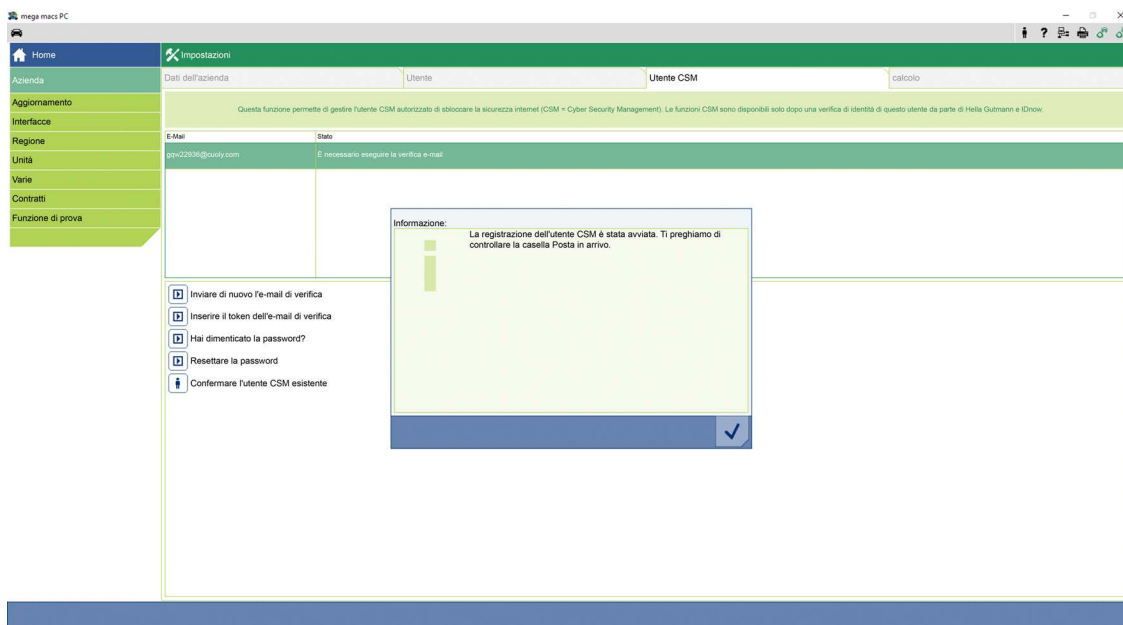 mega macs PC
Home
Impostazioni
Azienda
Dati dell'azienda
Utente
Utente CSM
calcolo
Aggiornamento
Interfacce
Regione
Unità
Varie
Contratti
Funzione di prova
Questa funzione permette di gestire l'utente CSM autorizzato di sbloccare la sicurezza internet (CSM = Cyber Security Management). Le funzioni CSM sono disponibili solo dopo una verifica di identità di questo utente da parte di Hella Gutmann e IDnow.
E-Mail
Stato
gqw22936@cuoly.com
È necessario eseguire la verifica e-mail
Informazione:
La registrazione dell'utente CSM è stata avviata. Ti preghiamo di
controllare la casella Posta in arrivo.
Inviare di nuovo l'e-mail di verifica
Inserire il token dell'e-mail di verifica
Hai dimenticato la password?
Resettare la password
Confermare l'utente CSM esistente